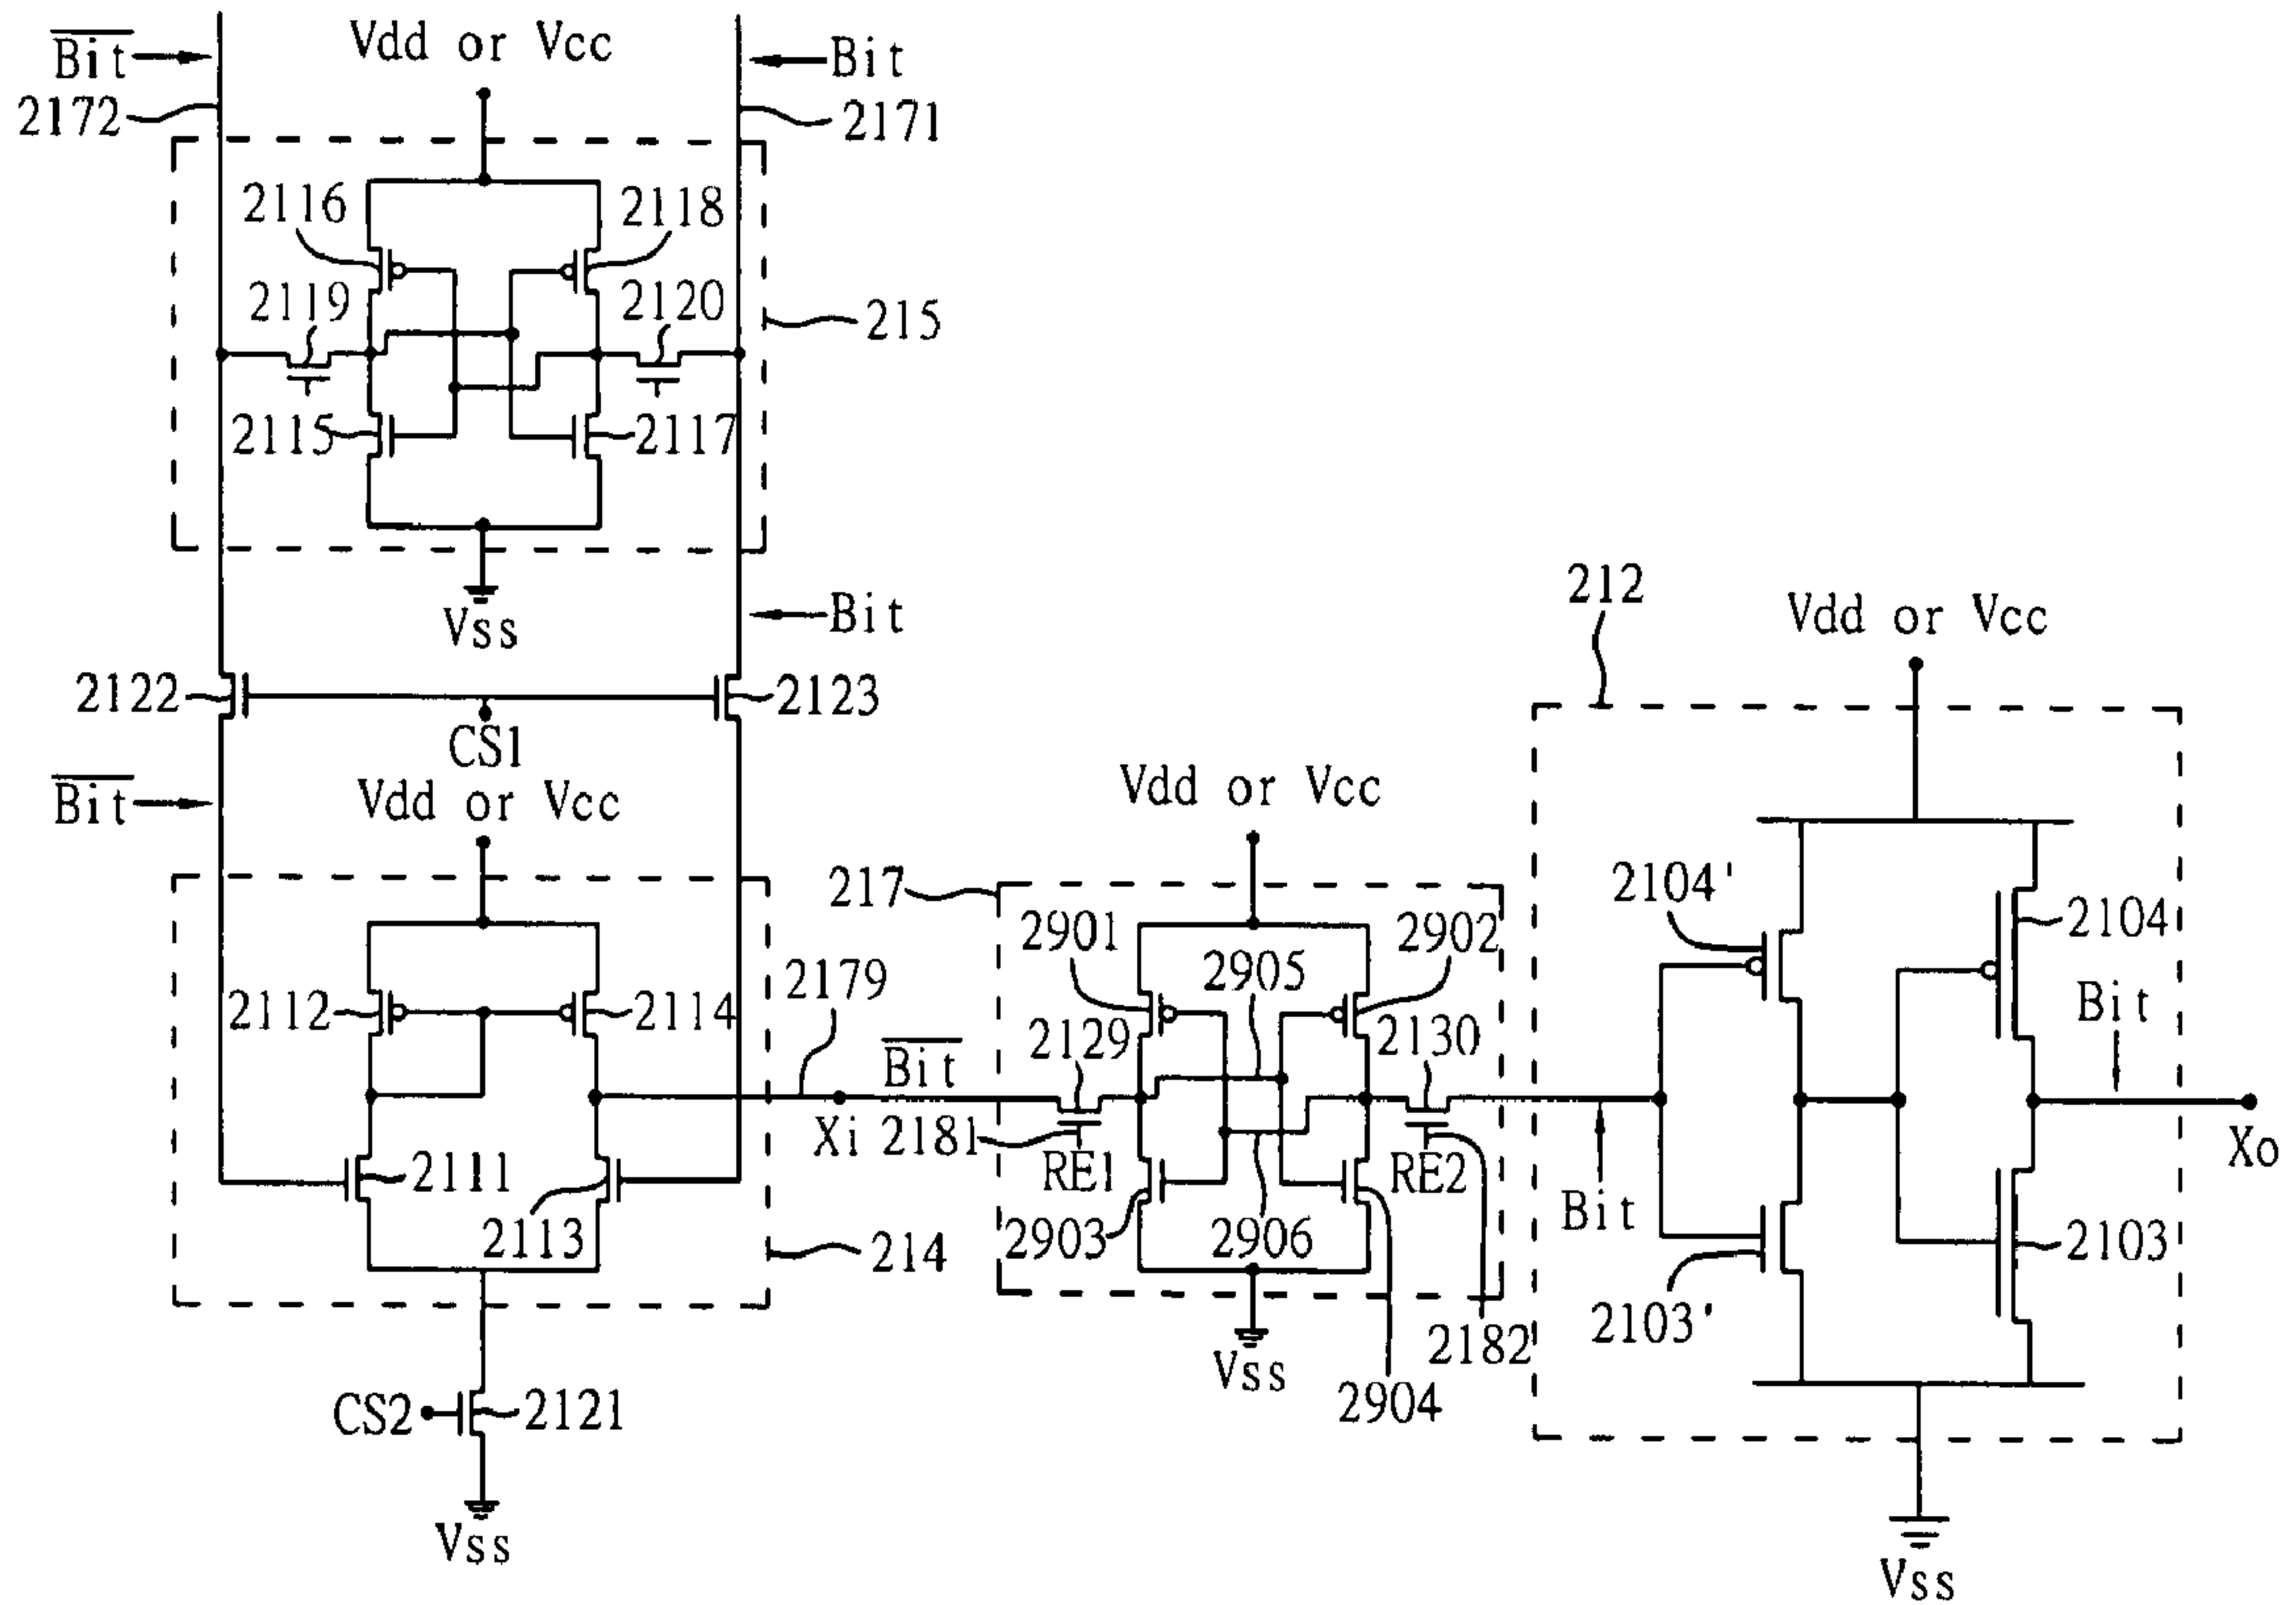 Bit
2172
Vdd or Vcc
Bit
2171
2116
2118
2119
2120
215
2115
2117
Vss
Bit
2122
CS1
2123
Bit
Vdd or Vcc
2112
2114
2111
2113
214
CS2
2121
Vss
2179
Xi
Bit
2181
217
Vdd or Vcc
2901
2905
2902
2129
2130
RE1
RE2
2903
2906
2182
2904
Vss
212
Vdd or Vcc
2104'
2104
Bit
Bit
2103'
2103
Xo
Vss